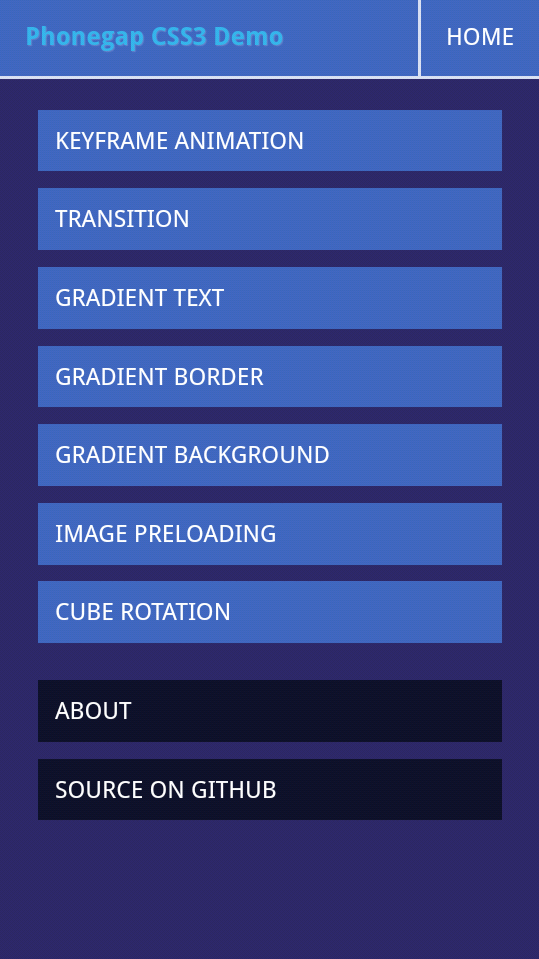 Phonegap CSS3 Demo
HOME
KEYFRAME ANIMATION
TRANSITION
GRADIENT TEXT
GRADIENT BORDER
GRADIENT BACKGROUND
IMAGE PRELOADING
CUBE ROTATION
ABOUT
SOURCE ON GITHUB